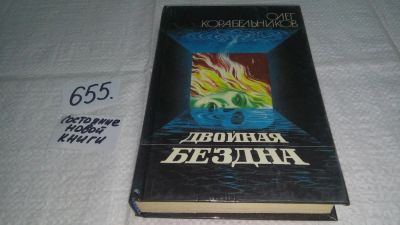 655.
состояние
новой
книги
ОЛЕГ
КОРАБЕЛЬНИКОВ
ДВОЙНАЯ
БЕЗДНА